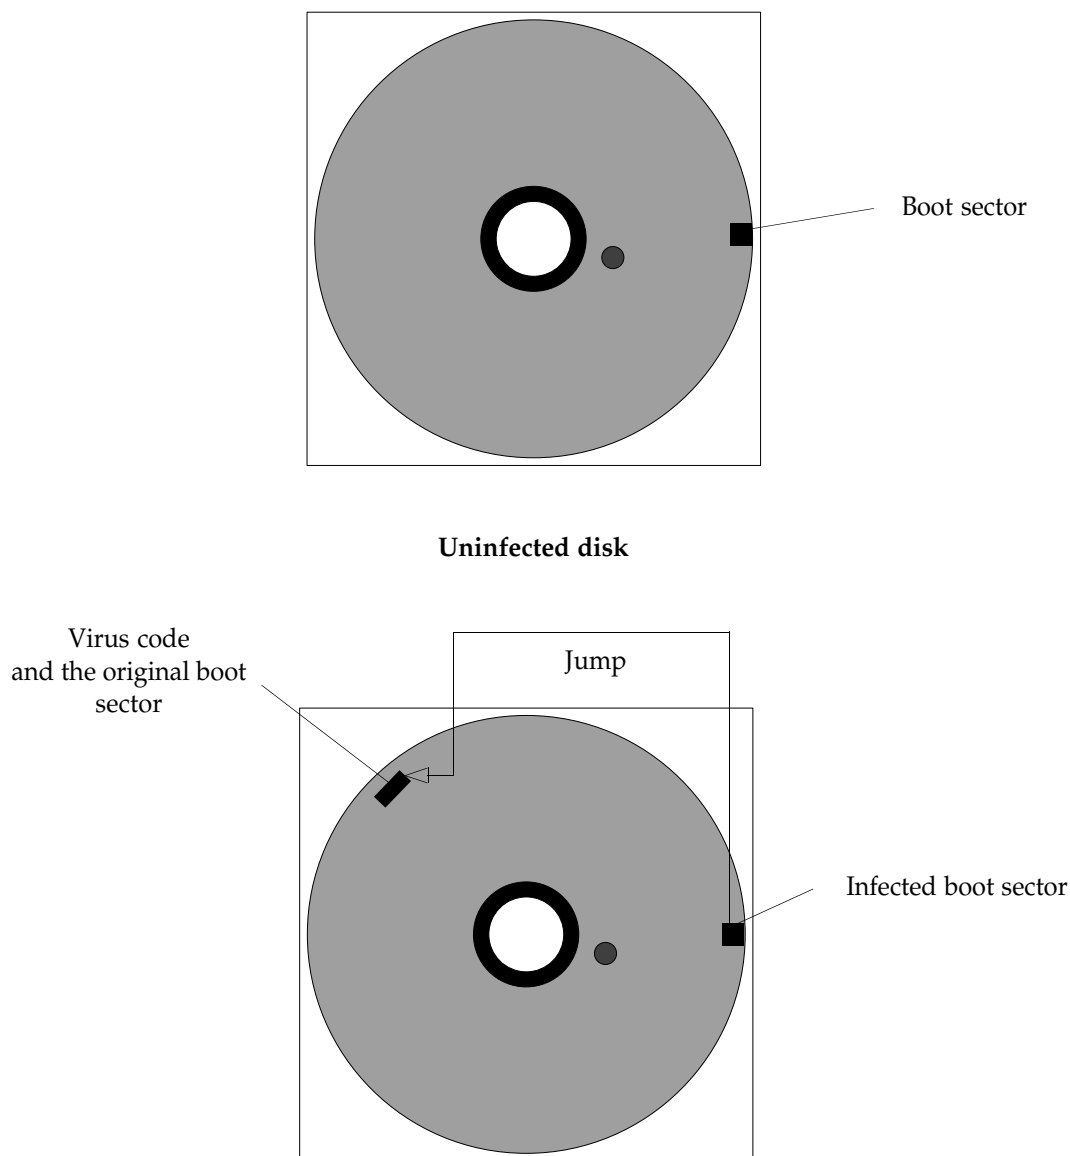 Boot sector
Uninfected disk
Virus code
and the original boot
sector
Jump
Infected boot sector